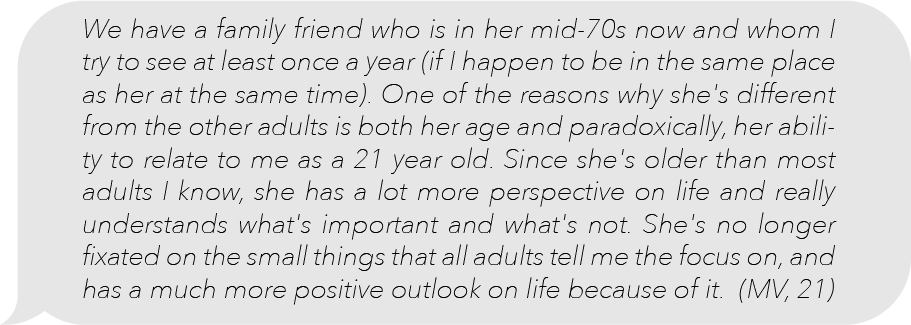 We have a family friend who is in her mid-70s now and whom I
try to see at least once a year (if I happen to be in the same place
as her at the same time). One of the reasons why she's different
from the other adults is both her age and paradoxically, her abili-
ty to relate to me as a 21 year old. Since she's older than most
adults I know, she has a lot more perspective on life and really
understands what's important and what's not. She's no longer
fixated on the small things that all adults tell me the focus on, and
has a much more positive outlook on life because of it.  (MV, 21)